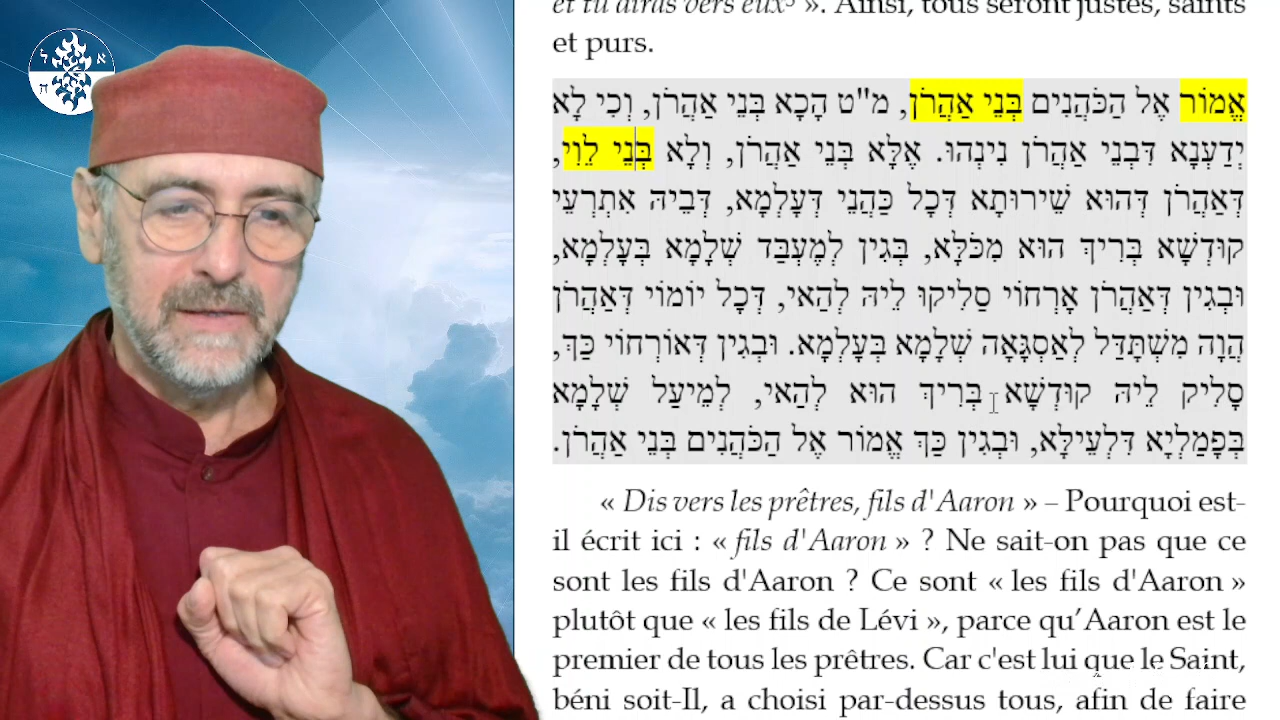 et tu diras vers eux⁵ ». Ainsi, tous seront justes, saints
et purs.
אֱמוֹר אֶל הַכֹּהֲנִים בְּנֵי אַהֲרֹן, מ"ט הָכָא בְּנֵי אַהֲרֹן, וְכִי לָא
יְדַעְנָא דִּבְנֵי אַהֲרֹן נִינְהוּ. אֶלָּא בְּנֵי אַהֲרֹן, וְלָא בְּנֵי לֵוִי,
דְּאַהֲרֹן דְּהוּא שֵׁירוּתָא דְּכָל כַּהֲנֵי דְּעָלְמָא, דְּבֵיהּ אִתְרְעֵי
קוּדְשָׁא בְּרִיךְ הוּא מִכֹּלָּא, בְּגִין לְמֶעְבַּד שְׁלָמָא בְּעָלְמָא,
וּבְגִין דְּאַהֲרֹן אָרְחוֹי סַלִּיקוּ לֵיהּ לְהַאי, דְּכָל יוֹמוֹי דְּאַהֲרֹן
הֲוָה מִשְׁתָּדַּל לְאַסְגָּאָה שְׁלָמָא בְּעָלְמָא. וּבְגִין דְּאוֹרְחוֹי כַּךְ,
סָלִיק לֵיהּ קוּדְשָׁא בְּרִיךְ הוּא לְהַאי, לְמֵיעַל שְׁלָמָא
בְּפָמַלְיָא דִּלְעֵילָּא, וּבְגִין כַּךְ אֱמוֹר אֶל הַכֹּהֲנִים בְּנֵי אַהֲרֹן.
« Dis vers les prêtres, fils d'Aaron » – Pourquoi est-
il écrit ici : « fils d'Aaron » ? Ne sait-on pas que ce
sont les fils d'Aaron ? Ce sont « les fils d'Aaron »
plutôt que « les fils de Lévi », parce qu'Aaron est le
premier de tous les prêtres. Car c'est lui que le Saint,
béni soit-Il, a choisi par-dessus tous, afin de faire
א
ל
ה